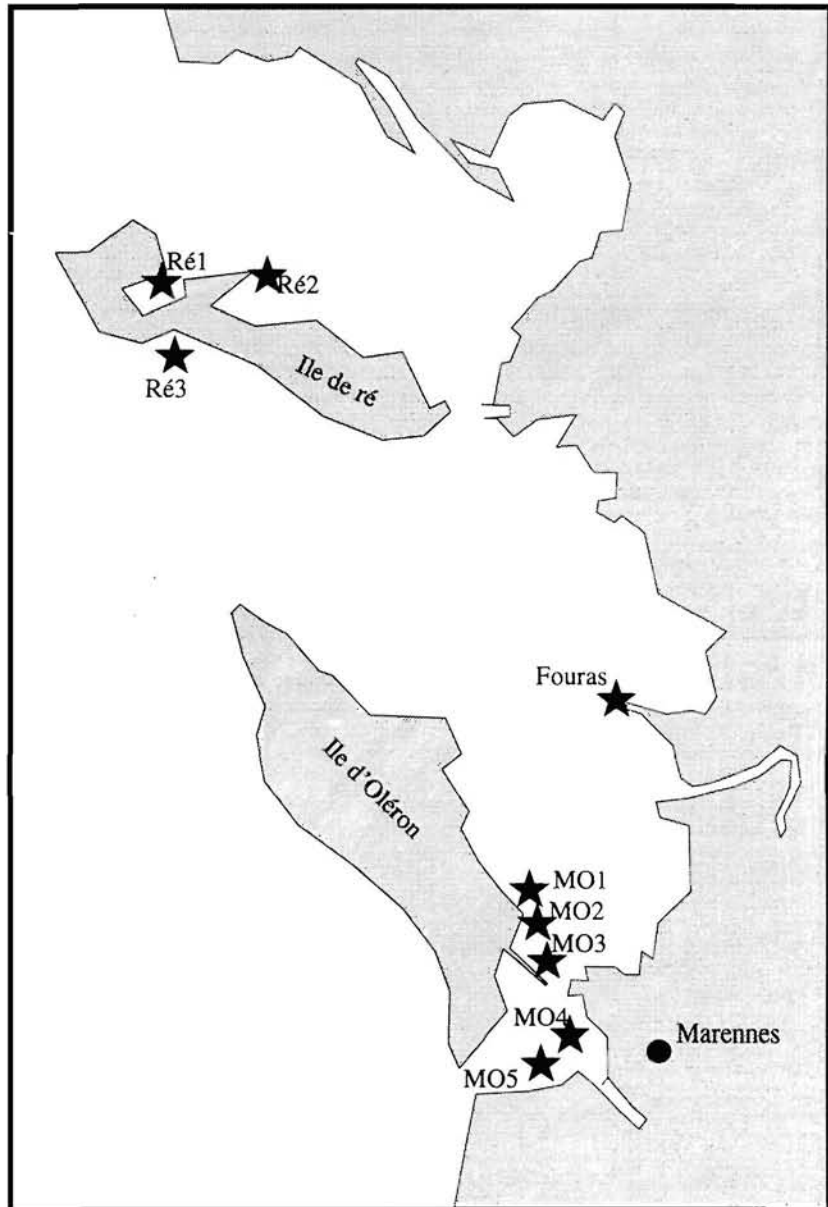 Ré1
Ré2
Ré3
Ile de ré
Fouras
Ile d'Oléron
MO1
MO2
MO3
MO4
Marennes
MO5